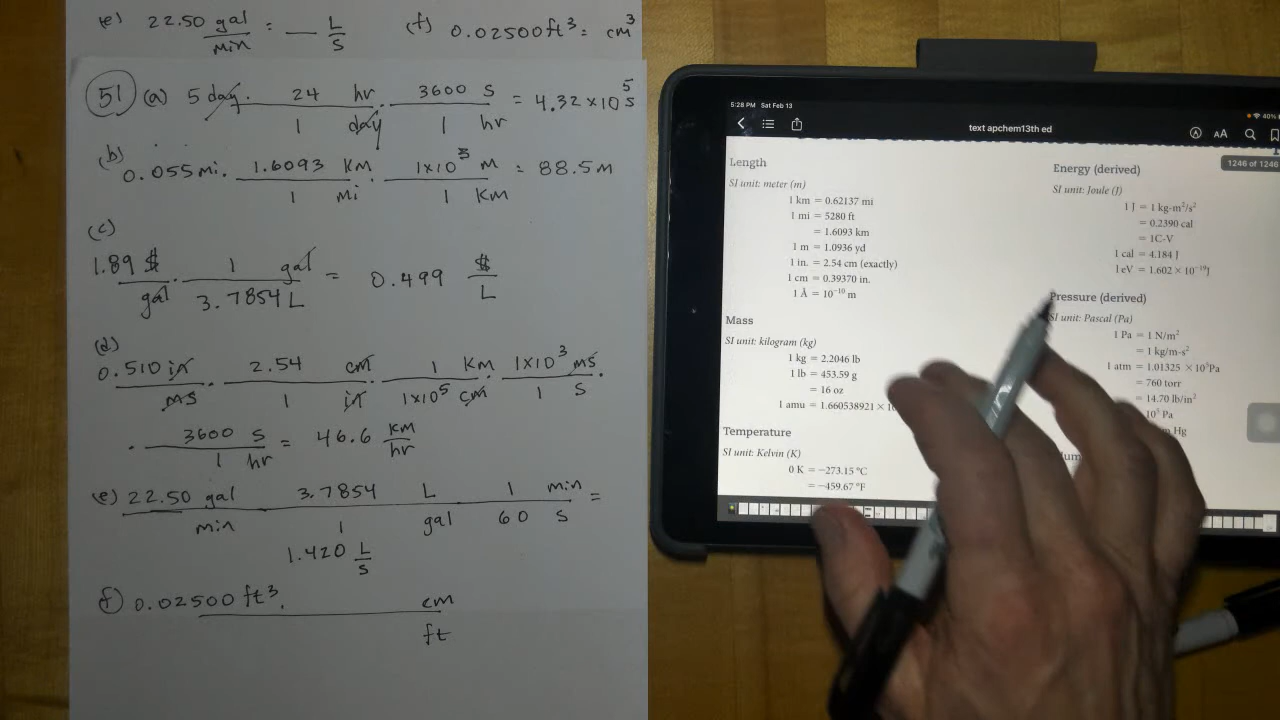 (e) 22.50 gal/min = __ L/S (f) 0.02500 ft³ = cm³
51 (a) 5 day · 24 hr / 1 day · 3600 S / 1 hr = 4.32 × 10⁵ s
(b) 0.055 mi · 1.6093 KM / 1 mi · 1×10³ M / 1 KM = 88.5 M
(c)
1.89 $/gal · 1 gal / 3.7854 L = 0.499 $/L
(d)
0.510 in/ms · 2.54 cm / 1 in · 1 KM / 1×10⁵ cm · 1×10³ ms / 1 S ·
· 3600 S / 1 hr = 46.6 KM/hr
(e) 22.50 gal/min 3.7854 L / 1 gal 1 min / 60 S =
1.420 L/S
f) 0.02500 ft³. cm/ft
5:28 PM Sat Feb 13
40%
text apchem13th ed
AA
1246 of 1246
Length
SI unit: meter (m)
1 km = 0.62137 mi
1 mi = 5280 ft
= 1.6093 km
1 m = 1.0936 yd
1 in. = 2.54 cm (exactly)
1 cm = 0.39370 in.
1 Å = 10⁻¹⁰ m
Mass
SI unit: kilogram (kg)
1 kg = 2.2046 lb
1 lb = 453.59 g
= 16 oz
1 amu = 1.660538921 × 10
Temperature
SI unit: Kelvin (K)
0 K = −273.15 °C
= −459.67 °F
Energy (derived)
SI unit: Joule (J)
1 J = 1 kg-m²/s²
= 0.2390 cal
= 1C-V
1 cal = 4.184 J
1 eV = 1.602 × 10⁻¹⁹J
Pressure (derived)
SI unit: Pascal (Pa)
1 Pa = 1 N/m²
= 1 kg/m-s²
1 atm = 1.01325 × 10⁵Pa
= 760 torr
= 14.70 lb/in²
10⁵ Pa
Hg